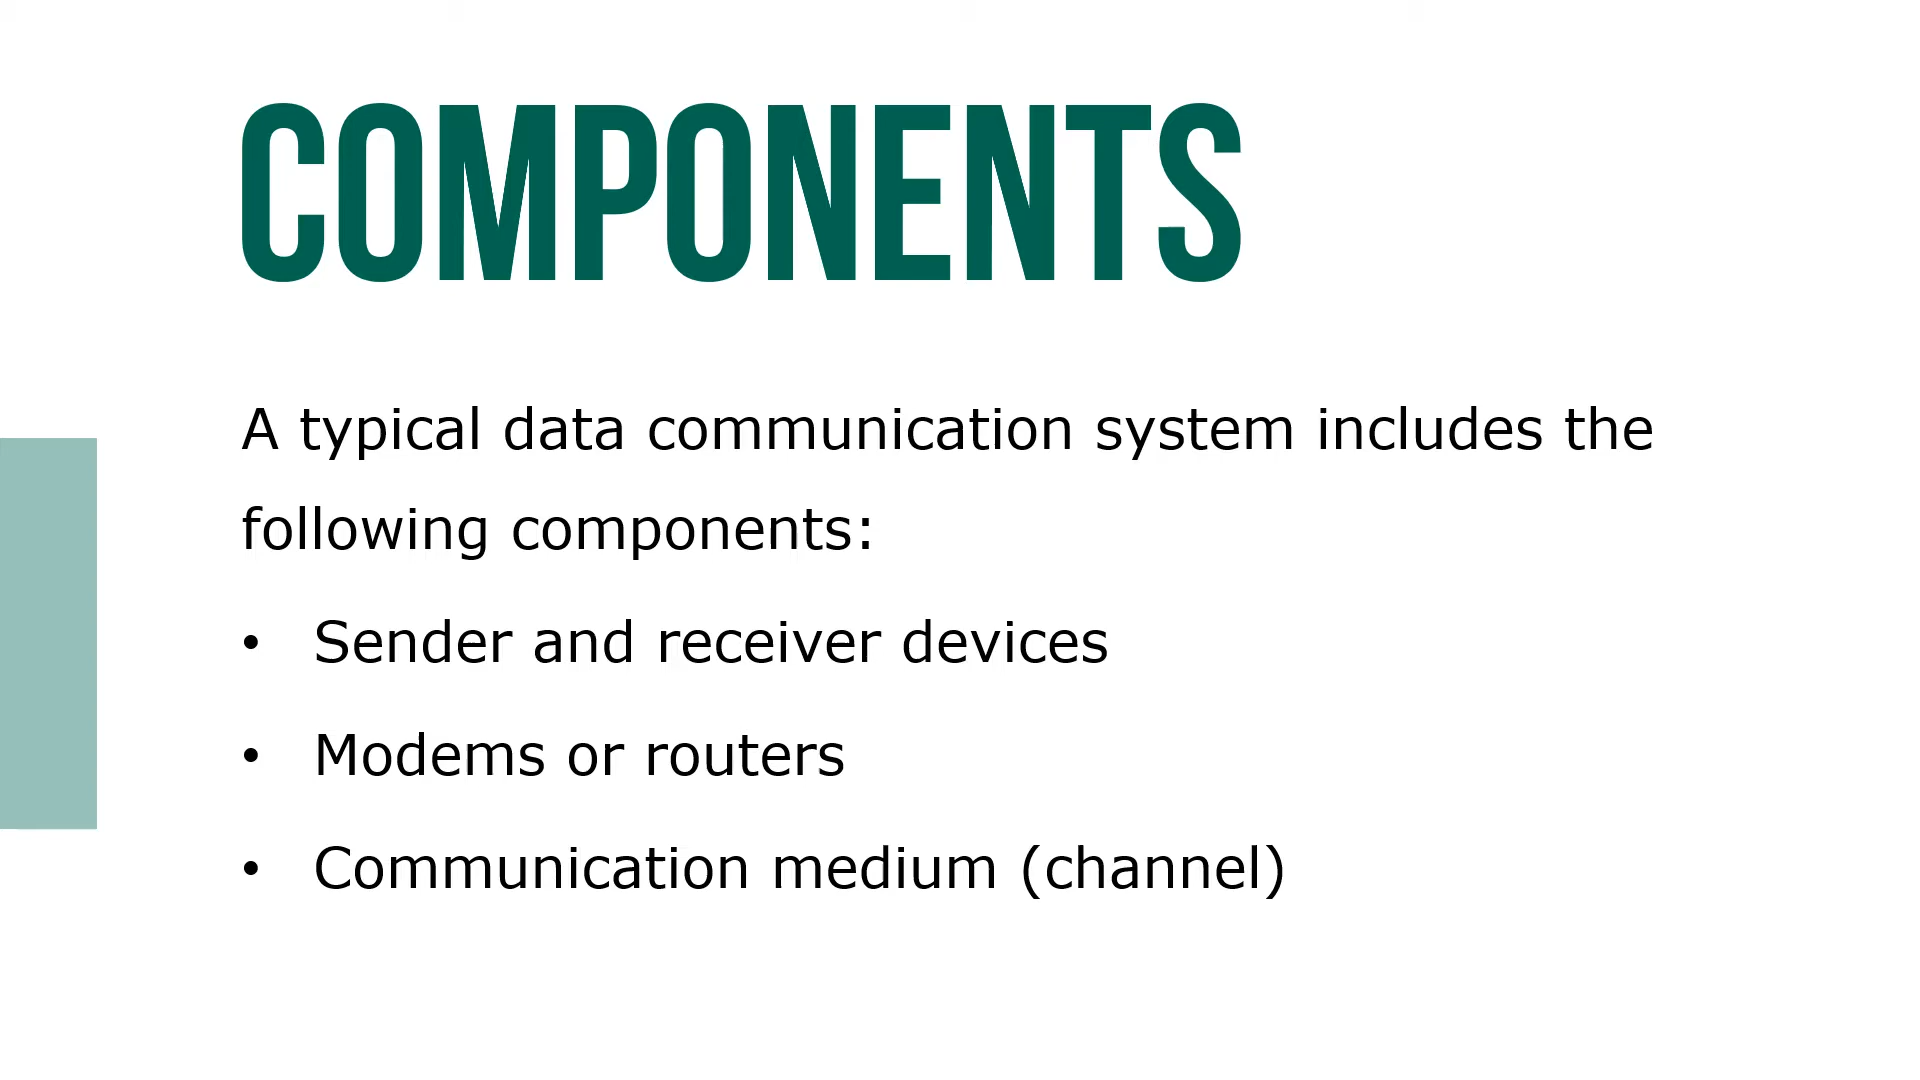 COMPONENTS
A typical data communication system includes the
following components:
• Sender and receiver devices
• Modems or routers
• Communication medium (channel)